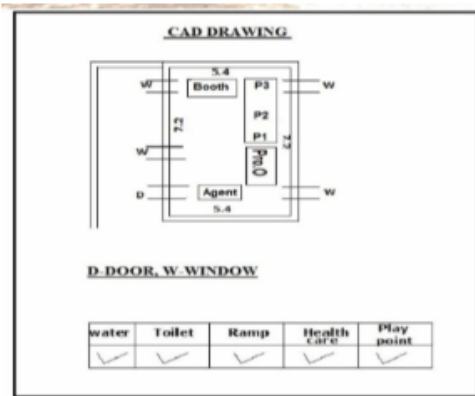 CAD DRAWING
5.4
W Booth P3 W
7.2 P2
W P1 7.2
Pre.O
D Agent W
5.4
D-DOOR, W-WINDOW
water Toilet Ramp Health care Play point